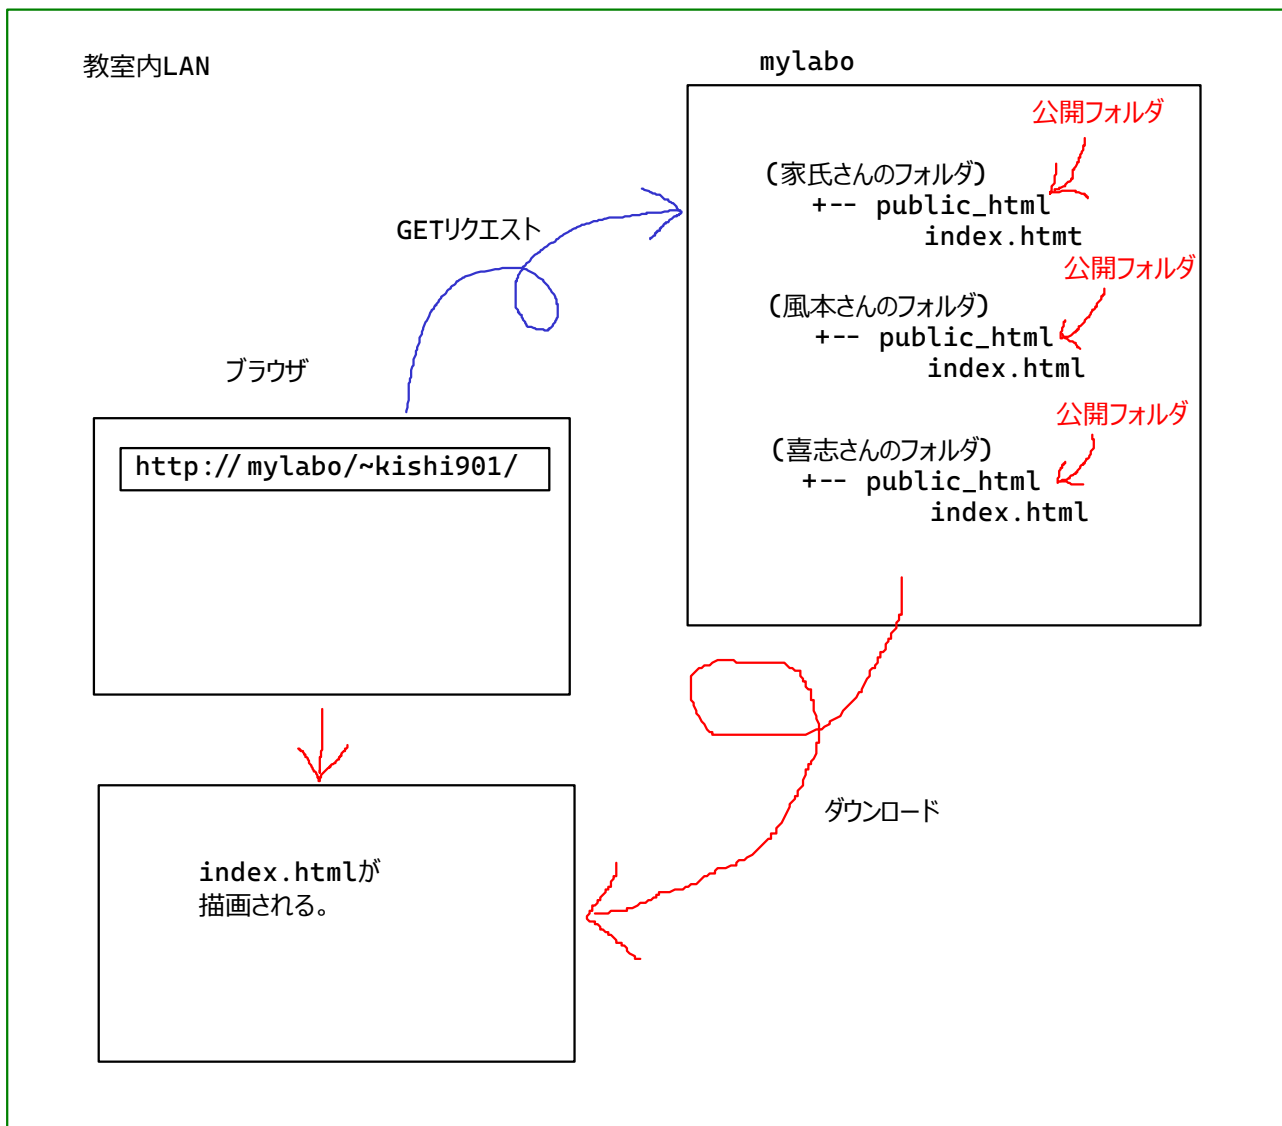 教室内LAN
mylabo
公開フォルダ
(家氏さんのフォルダ)
+-- public_html
index.htmt
公開フォルダ
(風本さんのフォルダ)
+-- public_html
index.html
公開フォルダ
(喜志さんのフォルダ)
+-- public_html
index.html
GETリクエスト
ブラウザ
http://mylabo/~kishi901/
ダウンロード
index.htmlが
描画される。